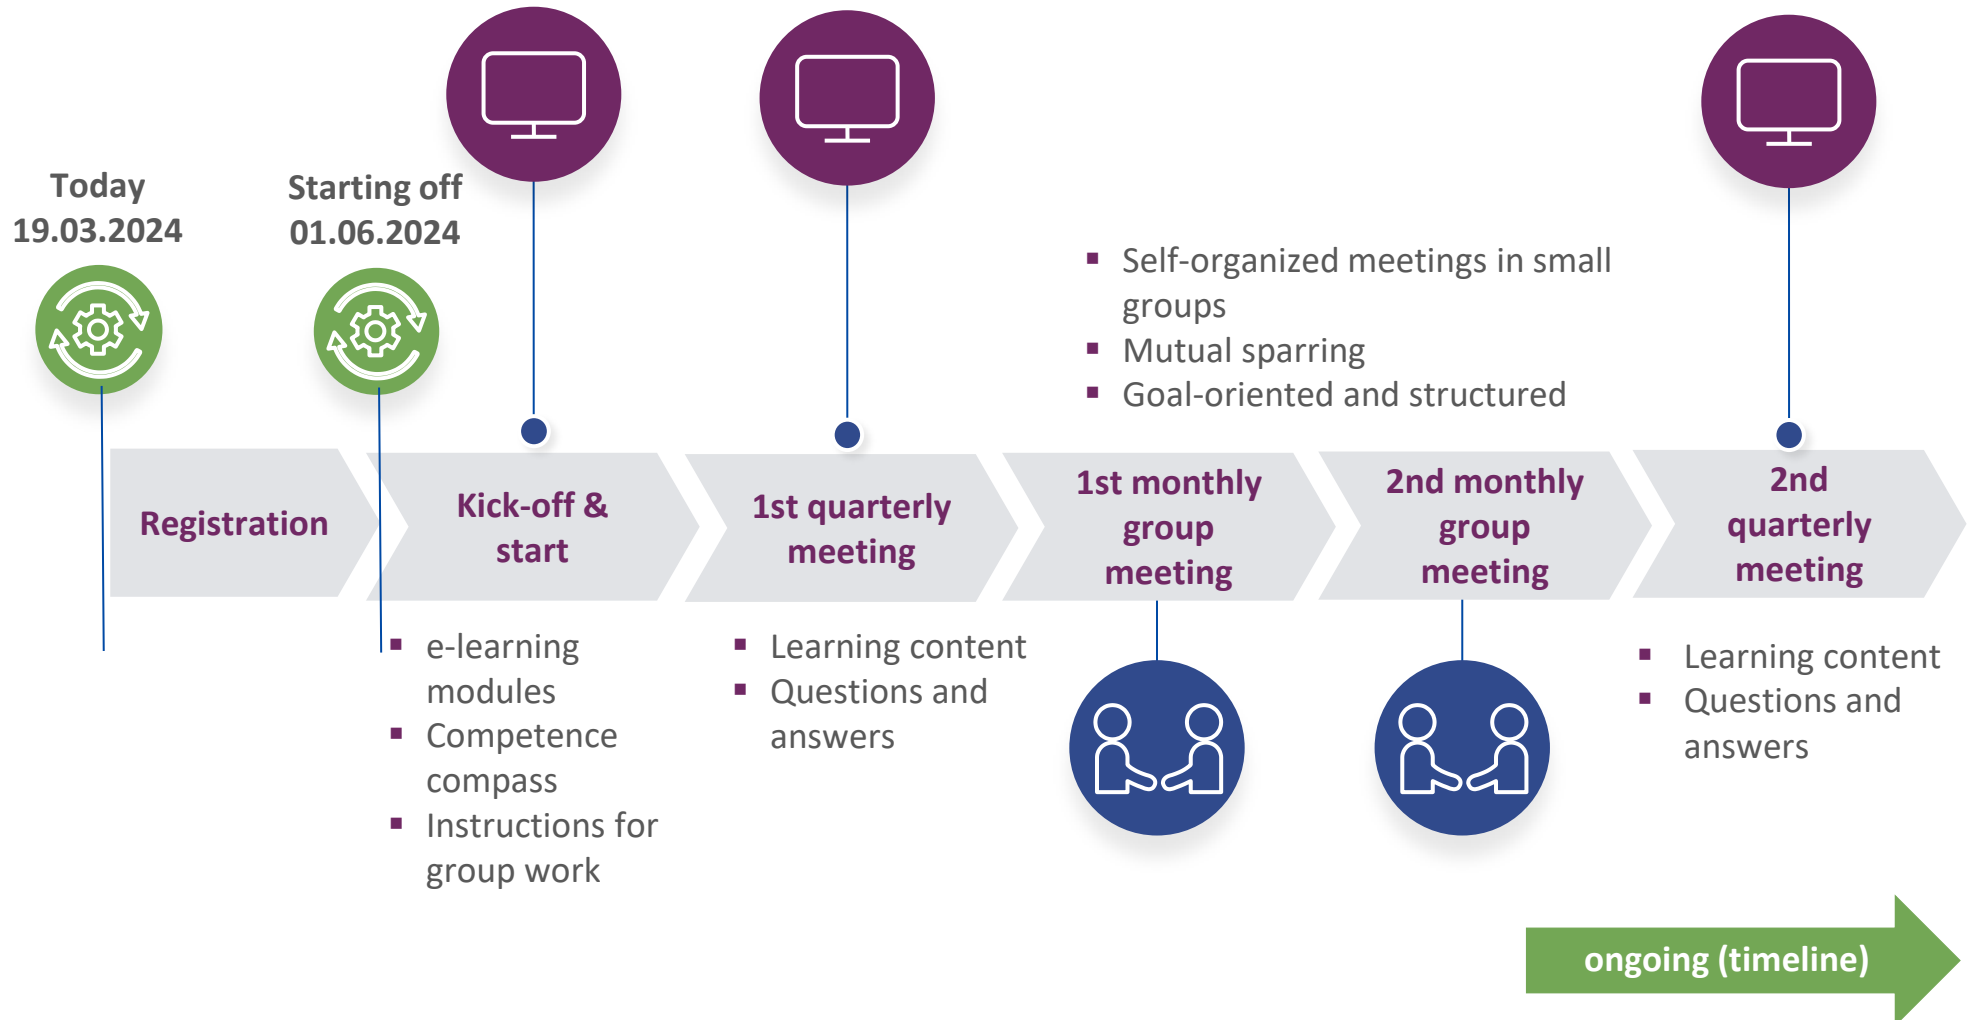 Today
19.03.2024
Starting off
01.06.2024
▪ Self-organized meetings in small
groups
▪ Mutual sparring
▪ Goal-oriented and structured
Registration
Kick-off &
start
1st quarterly
meeting
1st monthly
group
meeting
2nd monthly
group
meeting
2nd
quarterly
meeting
▪ e-learning
modules
▪ Competence
compass
▪ Instructions for
group work
▪ Learning content
▪ Questions and
answers
▪ Learning content
▪ Questions and
answers
ongoing (timeline)